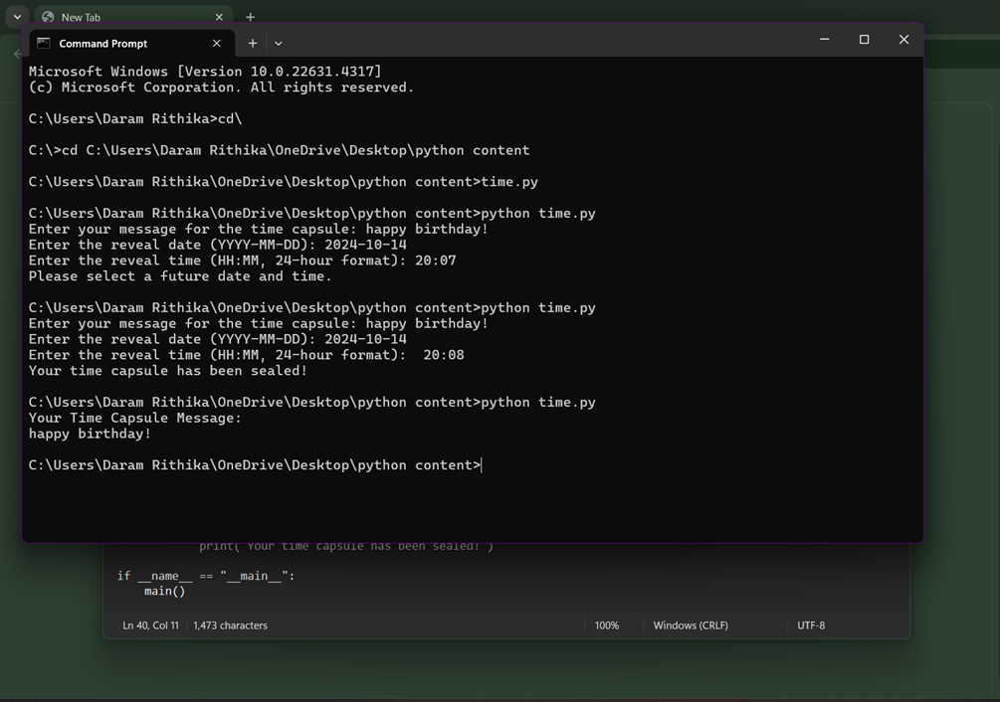 New Tab
Command Prompt
Microsoft Windows [Version 10.0.22631.4317]
(c) Microsoft Corporation. All rights reserved.
C:\Users\Daram Rithika>cd\
C:\>cd C:\Users\Daram Rithika\OneDrive\Desktop\python content
C:\Users\Daram Rithika\OneDrive\Desktop\python content>time.py
C:\Users\Daram Rithika\OneDrive\Desktop\python content>python time.py
Enter your message for the time capsule: happy birthday!
Enter the reveal date (YYYY-MM-DD): 2024-10-14
Enter the reveal time (HH:MM, 24-hour format): 20:07
Please select a future date and time.
C:\Users\Daram Rithika\OneDrive\Desktop\python content>python time.py
Enter your message for the time capsule: happy birthday!
Enter the reveal date (YYYY-MM-DD): 2024-10-14
Enter the reveal time (HH:MM, 24-hour format):  20:08
Your time capsule has been sealed!
C:\Users\Daram Rithika\OneDrive\Desktop\python content>python time.py
Your Time Capsule Message:
happy birthday!
C:\Users\Daram Rithika\OneDrive\Desktop\python content>
print("Your time capsule has been sealed!")
if __name__ == "__main__":
    main()
Ln 40, Col 11 1,473 characters 100% Windows (CRLF) UTF-8